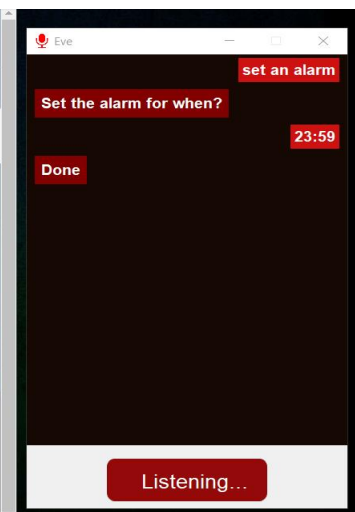 Eve
set an alarm
Set the alarm for when?
23:59
Done
Listening...